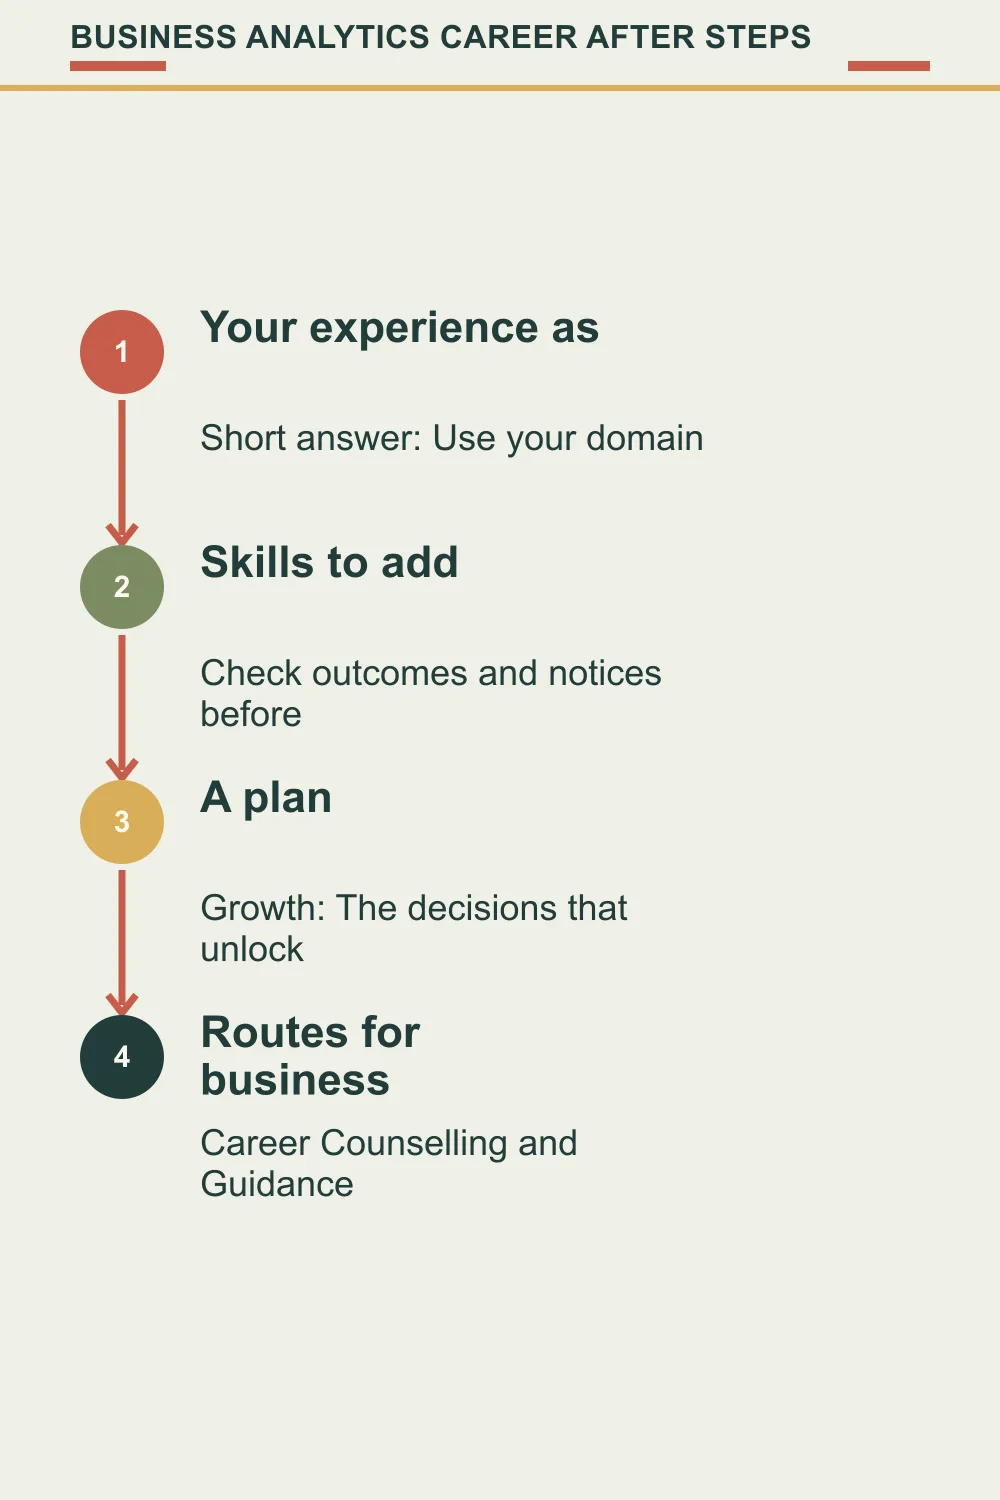 BUSINESS ANALYTICS CAREER AFTER STEPS
1
Your experience as
Short answer: Use your domain
2
Skills to add
Check outcomes and notices
before
3
A plan
Growth: The decisions that
unlock
4
Routes for
business
Career Counselling and
Guidance